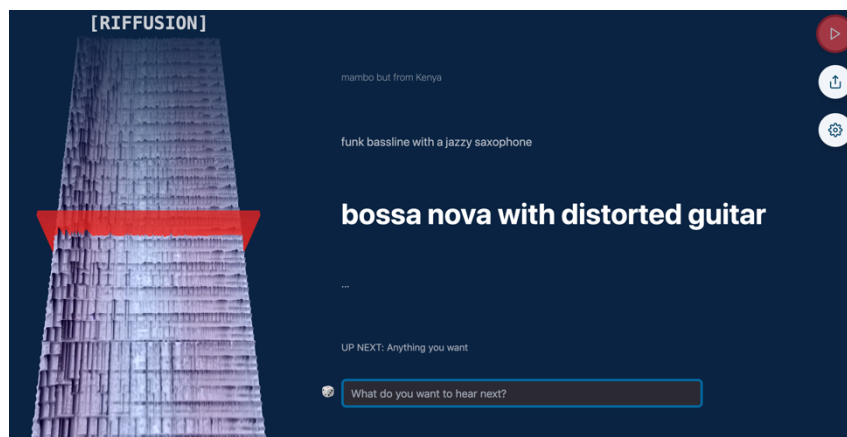 [RIFFUSION]
mambo but from Kenya
funk bassline with a jazzy saxophone
bossa nova with distorted guitar
...
UP NEXT: Anything you want
What do you want to hear next?